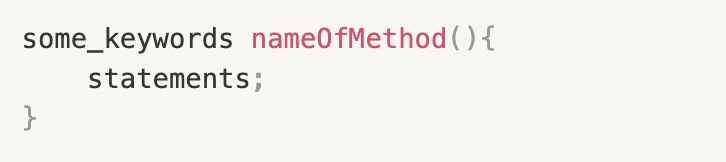 some_keywords nameOfMethod(){
    statements;
}